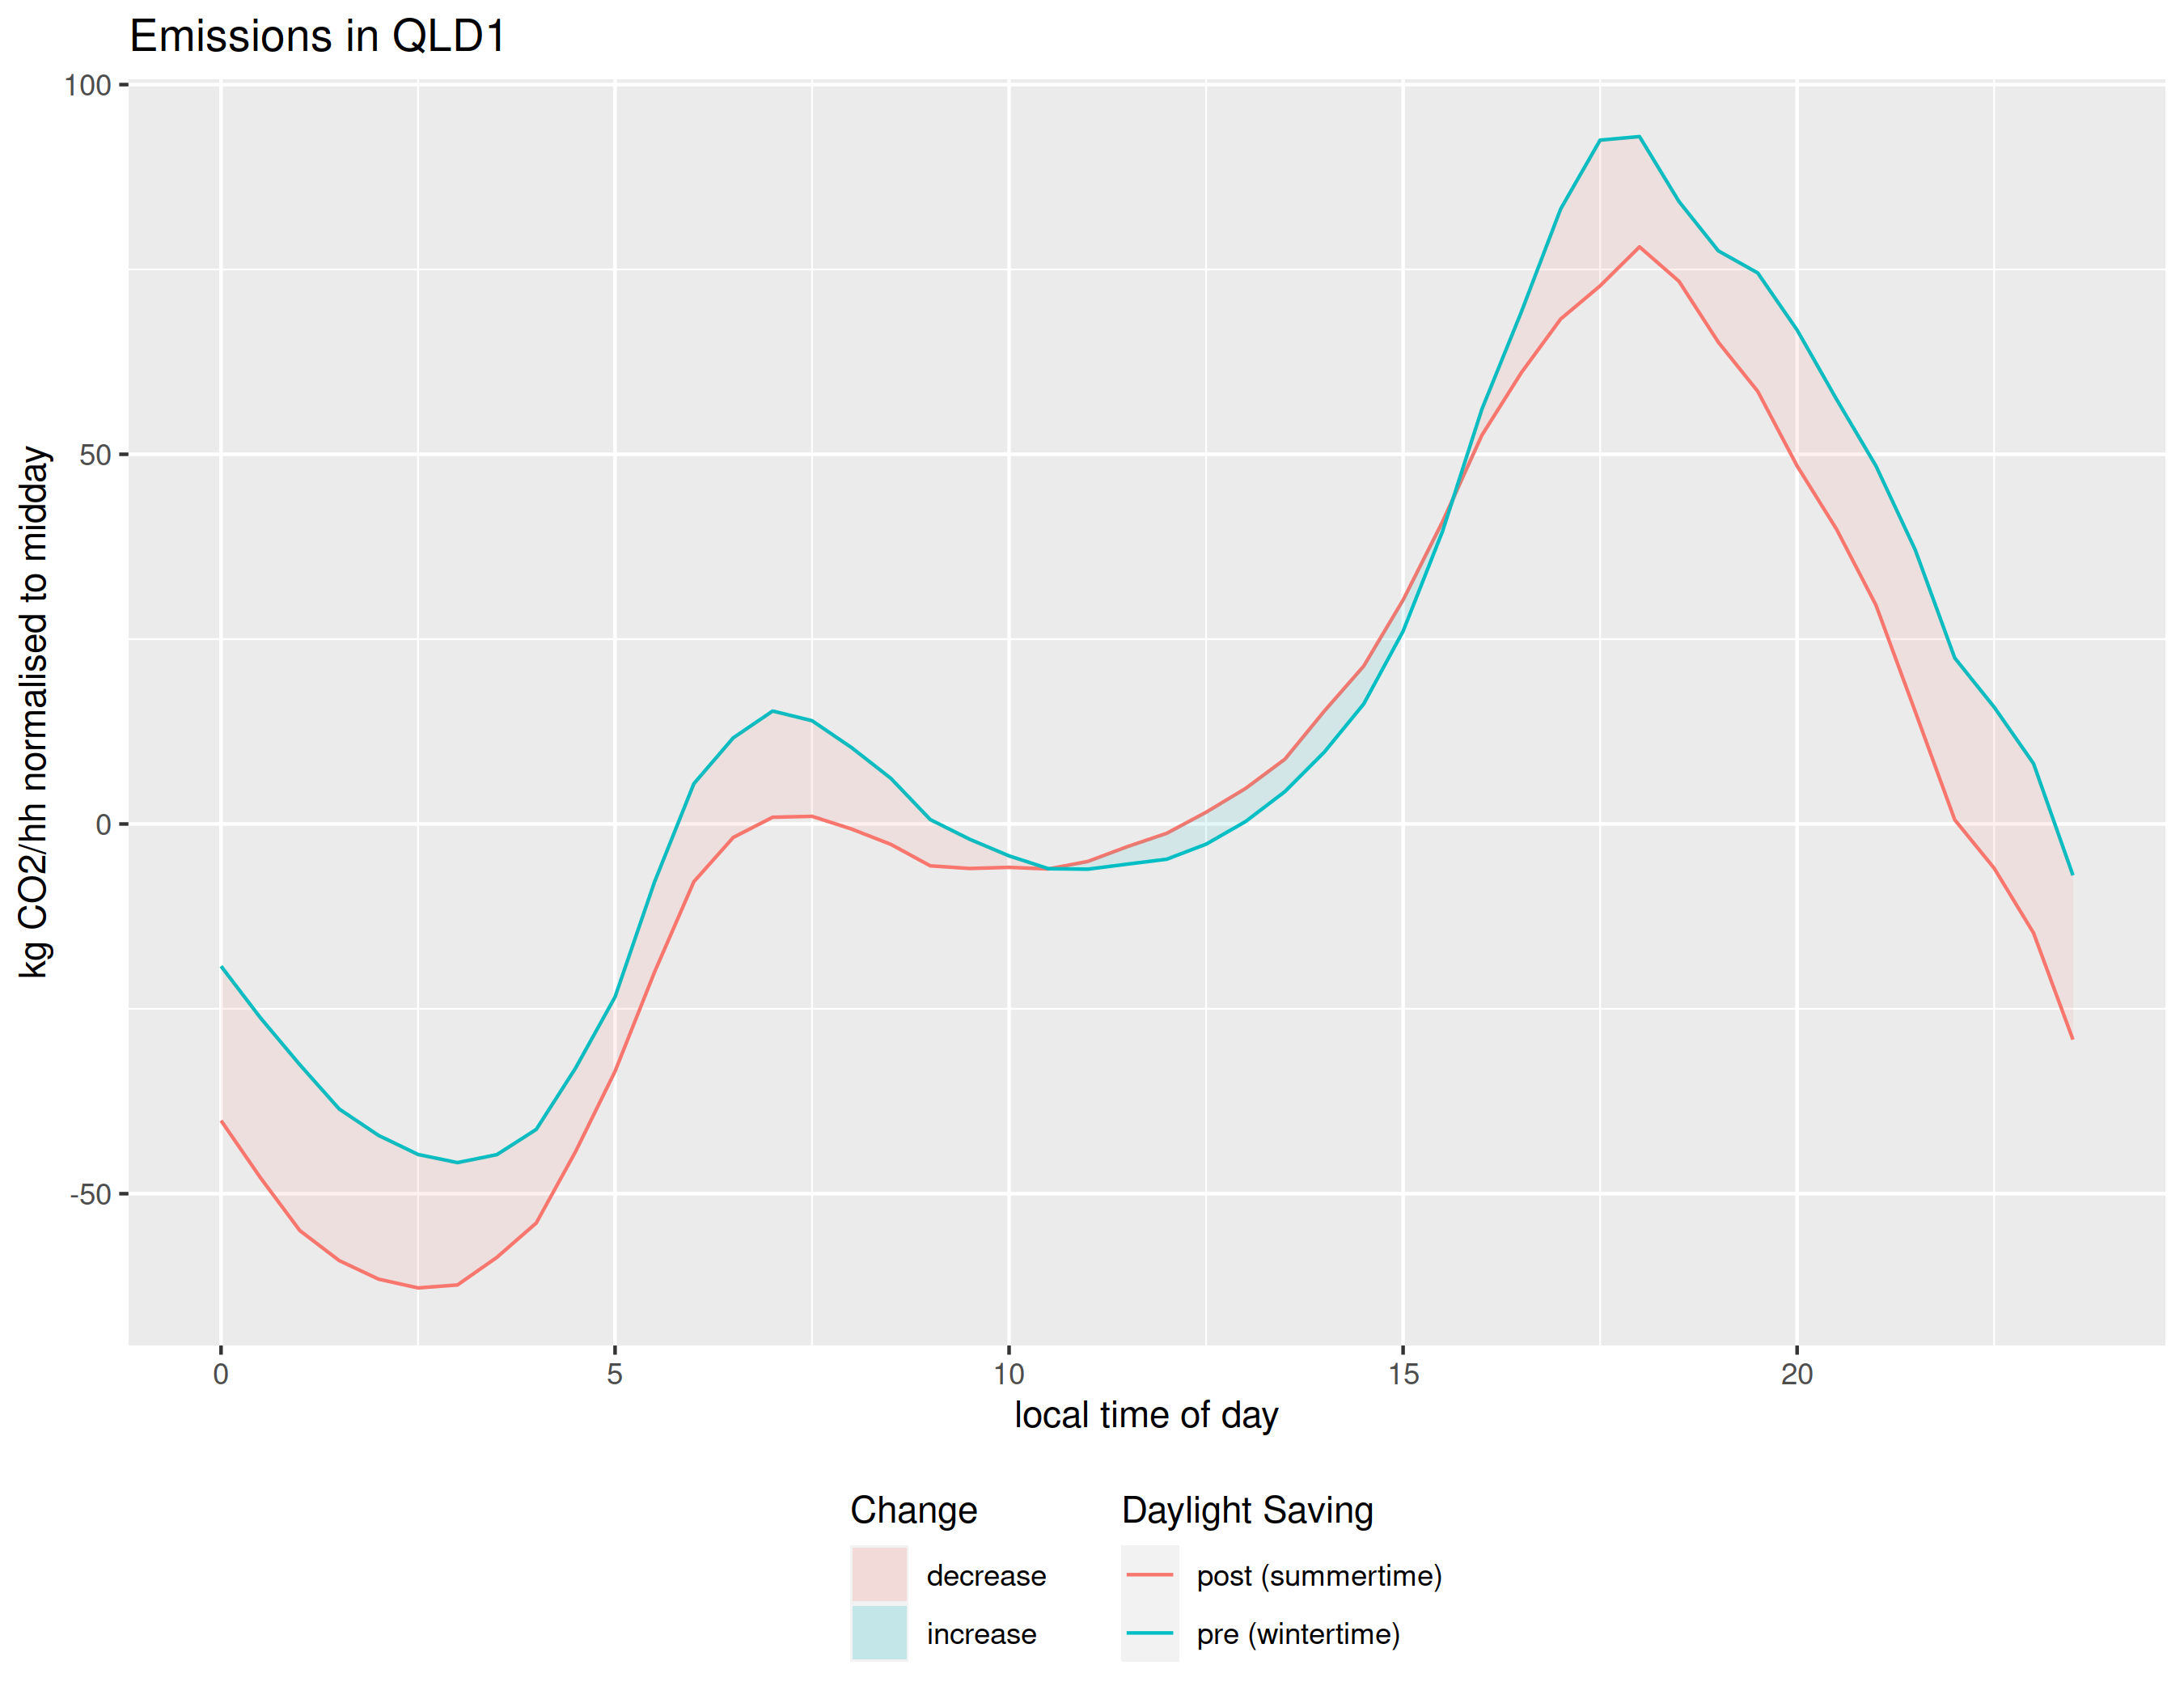 Emissions in QLD1
100
50
0
-50
kg CO2/hh normalised to midday
0 5 10 15 20
local time of day
Change
decrease
increase
Daylight Saving
post (summertime)
pre (wintertime)